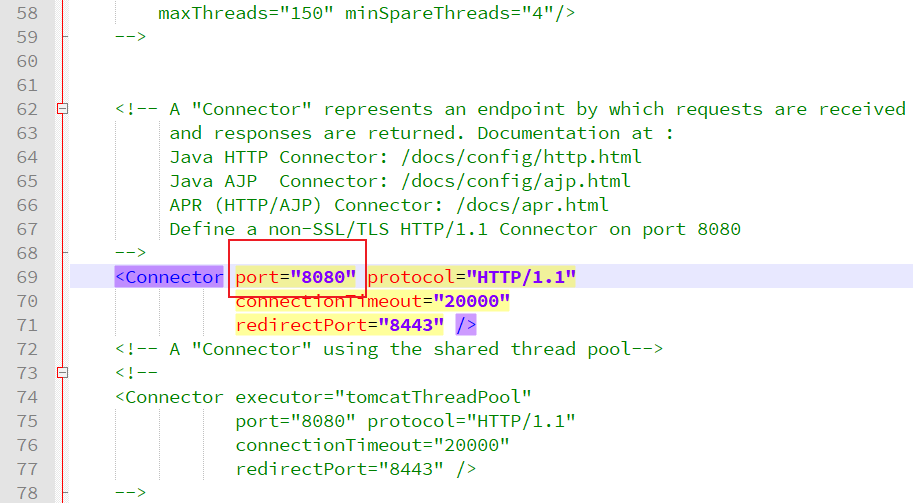 58 maxThreads="150" minSpareThreads="4"/>
59 -->
60
61
62 <!-- A "Connector" represents an endpoint by which requests are received
63 and responses are returned. Documentation at :
64 Java HTTP Connector: /docs/config/http.html
65 Java AJP  Connector: /docs/config/ajp.html
66 APR (HTTP/AJP) Connector: /docs/apr.html
67 Define a non-SSL/TLS HTTP/1.1 Connector on port 8080
68 -->
69 <Connector port="8080" protocol="HTTP/1.1"
70 connectionTimeout="20000"
71 redirectPort="8443" />
72 <!-- A "Connector" using the shared thread pool-->
73 <!--
74 <Connector executor="tomcatThreadPool"
75 port="8080" protocol="HTTP/1.1"
76 connectionTimeout="20000"
77 redirectPort="8443" />
78 -->